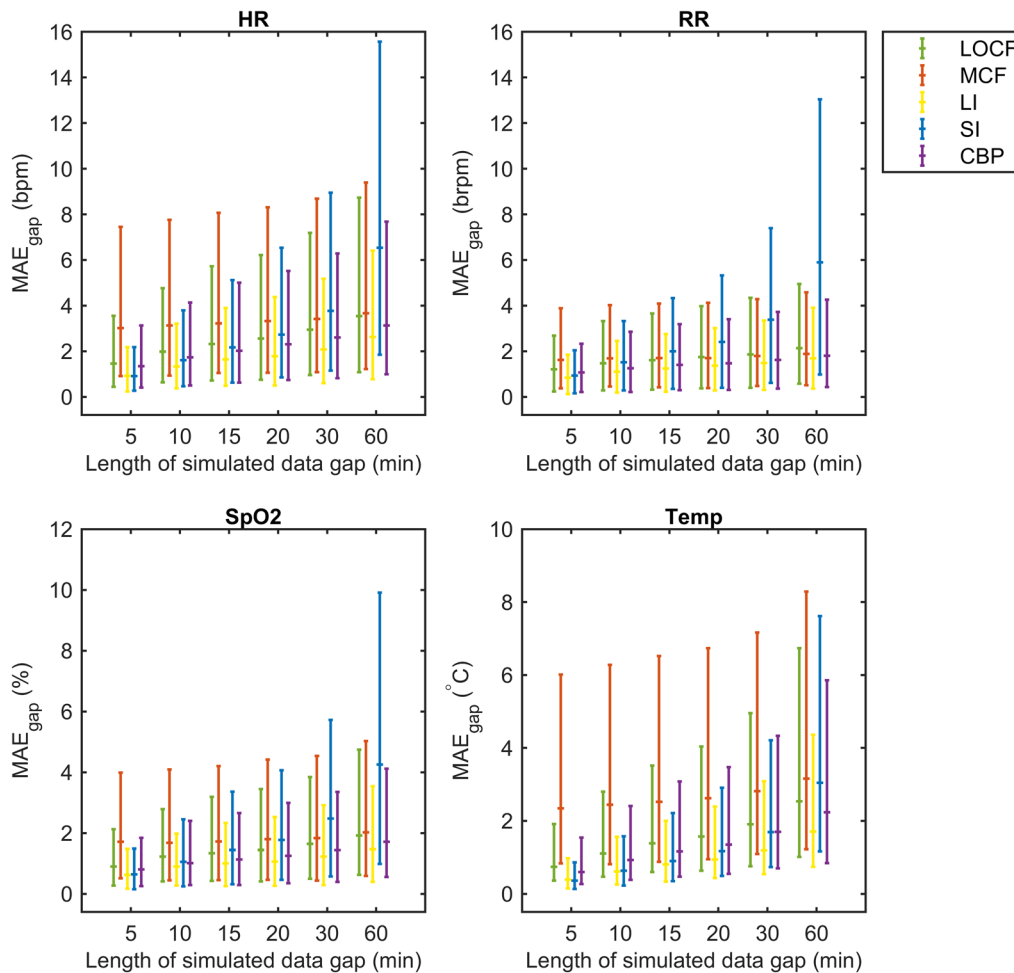 HR
16
14
12
10
8
6
4
2
0
MAEgap (bpm)
5 10 15 20 30 60
Length of simulated data gap (min)
RR
16
14
12
10
8
6
4
2
0
MAEgap (brpm)
5 10 15 20 30 60
Length of simulated data gap (min)
LOCF
MCF
LI
SI
CBP
SpO2
12
10
8
6
4
2
0
MAEgap (%)
5 10 15 20 30 60
Length of simulated data gap (min)
Temp
10
8
6
4
2
0
MAEgap (°C)
5 10 15 20 30 60
Length of simulated data gap (min)